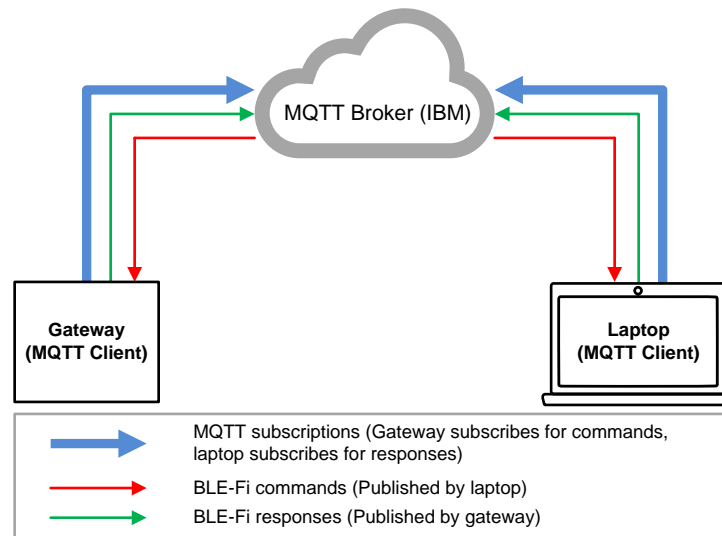 MQTT Broker (IBM)
Gateway
(MQTT Client)
Laptop
(MQTT Client)
MQTT subscriptions (Gateway subscribes for commands,
laptop subscribes for responses)
BLE-Fi commands (Published by laptop)
BLE-Fi responses (Published by gateway)